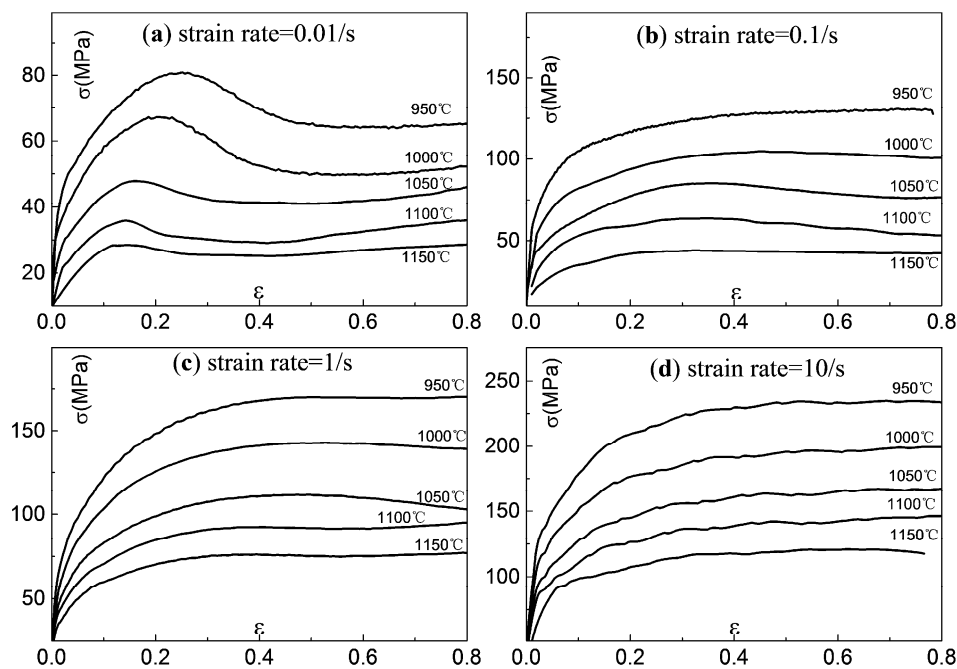 (a) strain rate=0.01/s
σ(MPa)
80
60
40
20
950℃
1000℃
1050℃
1100℃
1150℃
ε
0.0 0.2 0.4 0.6 0.8
(b) strain rate=0.1/s
σ(MPa)
150
100
50
950℃
1000℃
1050℃
1100℃
1150℃
ε
0.0 0.2 0.4 0.6 0.8
(c) strain rate=1/s
σ(MPa)
150
100
50
950℃
1000℃
1050℃
1100℃
1150℃
ε
0.0 0.2 0.4 0.6 0.8
(d) strain rate=10/s
σ(MPa)
250
200
150
100
950℃
1000℃
1050℃
1100℃
1150℃
ε
0.0 0.2 0.4 0.6 0.8